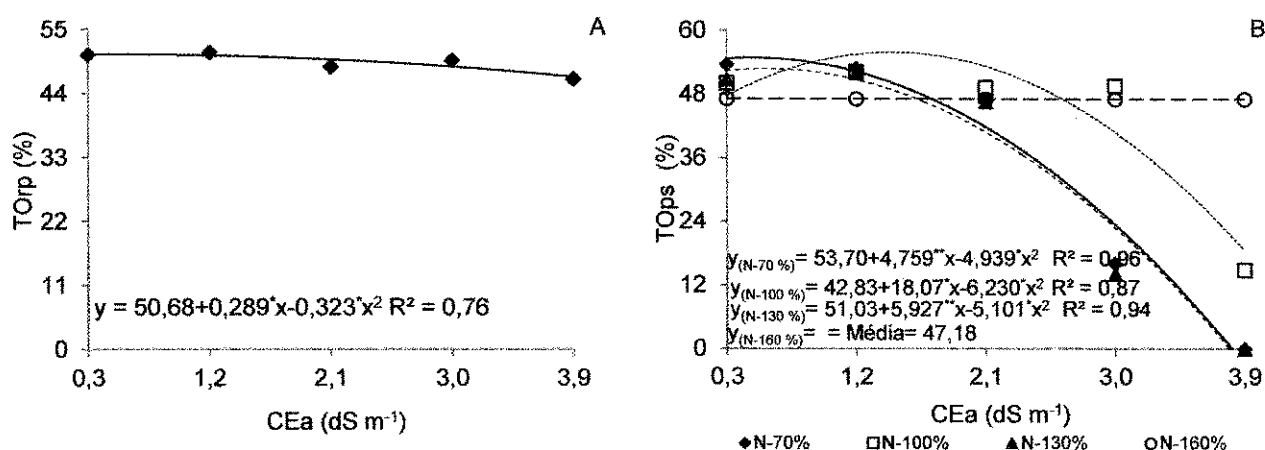 A
55
44
33
22
11
0
TOrp (%)
y = 50,68+0,289*x-0,323*x² R² = 0,76
0,3 1,2 2,1 3,0 3,9
CEa (dS m⁻¹)
B
60
48
36
24
12
0
TOps (%)
y(N-70 %)= 53,70+4,759**x-4,939*x² R² = 0,96
y(N-100 %)= 42,83+18,07*x-6,230*x² R² = 0,87
y(N-130 %)= 51,03+5,927**x-5,101*x² R² = 0,94
y(N-160 %)= = Média= 47,18
0,3 1,2 2,1 3,0 3,9
CEa (dS m⁻¹)
N-70% N-100% N-130% N-160%